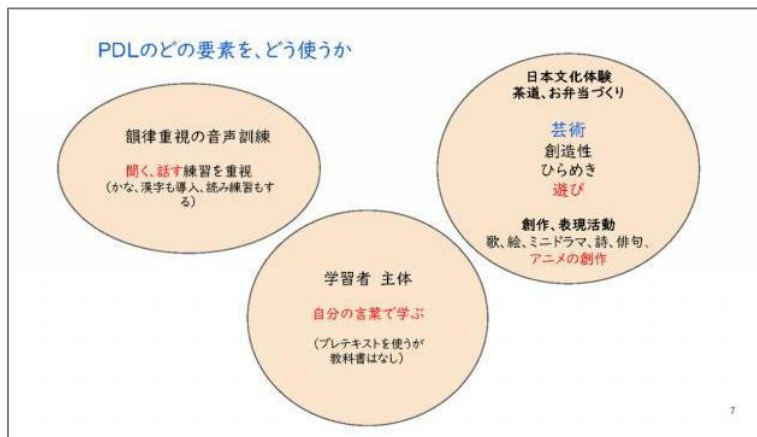 PDLのどの要素を、どう使うか
韻律重視の音声訓練
聞く、話す練習を重視
(かな、漢字も導入、読み練習もす
る)
学習者 主体
自分の言葉で学ぶ
(プレテキストを使うが
教科書はなし)
日本文化体験
茶道、お弁当づくり
芸術
創造性
ひらめき
遊び
創作、表現活動
歌、絵、ミニドラマ、詩、俳句、
アニメの創作
7